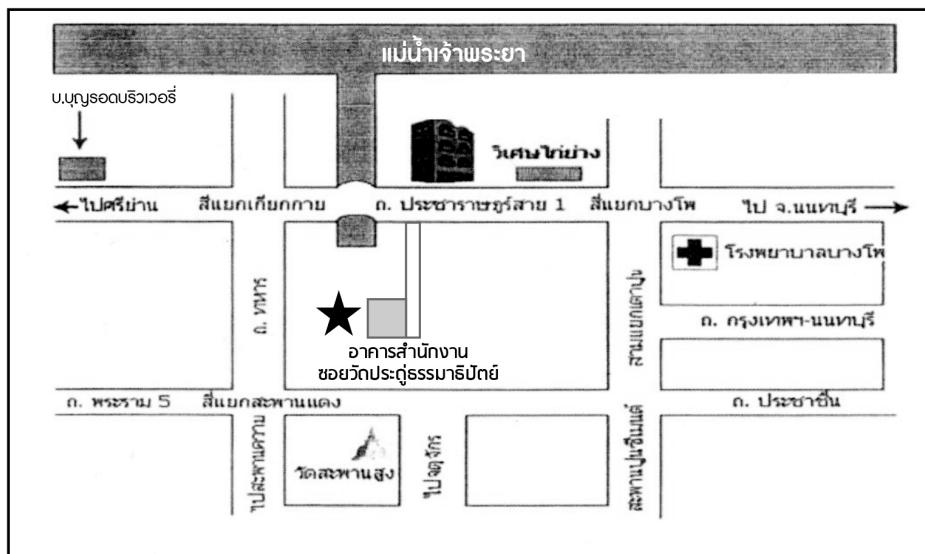 แม่น้ำเจ้าพระยา
บ.บุญรอดบริวเวอรี่
วิเศษไก่ย่าง
ไปศรีย่าน
สี่แยกเกียกกาย
ถ. ประชาราษฎร์สาย 1
สี่แยกบางโพ
ไป จ.นนทบุรี
โรงพยาบาลบางโพ
ถ. ทหาร
สามแยกเตาปูน
ถ. กรุงเทพฯ-นนทบุรี
อาคารสำนักงาน
ซอยวัดประดู่ธรรมาธิปัตย์
ถ. พระราม 5
สี่แยกสะพานแดง
ถ. ประชาชื่น
ไปสะพานควาย
วัดสะพานสูง
ไปจตุจักร
สะพานปูนซีเมนต์